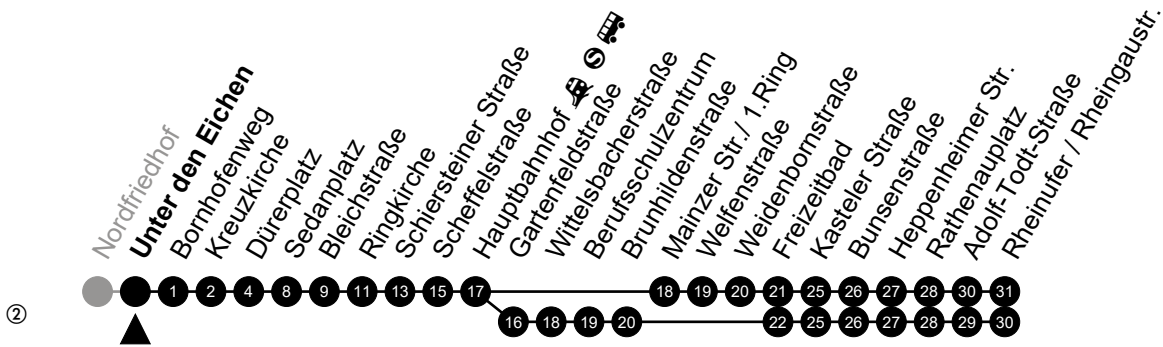 Nordfriedhof
Unter den Eichen
Bornhofenweg
Kreuzkirche
Dürerplatz
Sedanplatz
Bleichstraße
Ringkirche
Schiersteiner Straße
Scheffelstraße
Hauptbahnhof S
Gartenfeldstraße
Wittelsbacherstraße
Berufsschulzentrum
Brunhildenstraße
Mainzer Str./ 1.Ring
Welfenstraße
Weidenbornstraße
Freizeitbad
Kasteler Straße
Bunsenstraße
Heppenheimer Str.
Rathenauplatz
Adolf-Todt-Straße
Rheinufer / Rheingaustr.
1 2 4 8 9 11 13 15 17 18 19 20 21 25 26 27 28 30 31
② 16 18 19 20 22 25 26 27 28 29 30